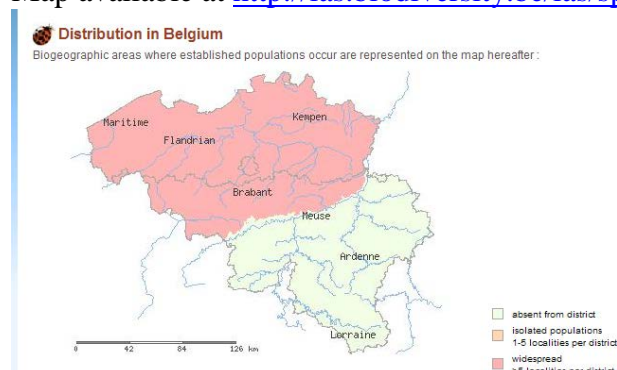 Distribution in Belgium
Biogeographic areas where established populations occur are represented on the map hereafter :
Maritime
Kempen
Flandrian
Brabant
Meuse
Ardenne
Lorraine
0 42 84 126 km
absent from district
isolated populations
1-5 localities per district
widespread